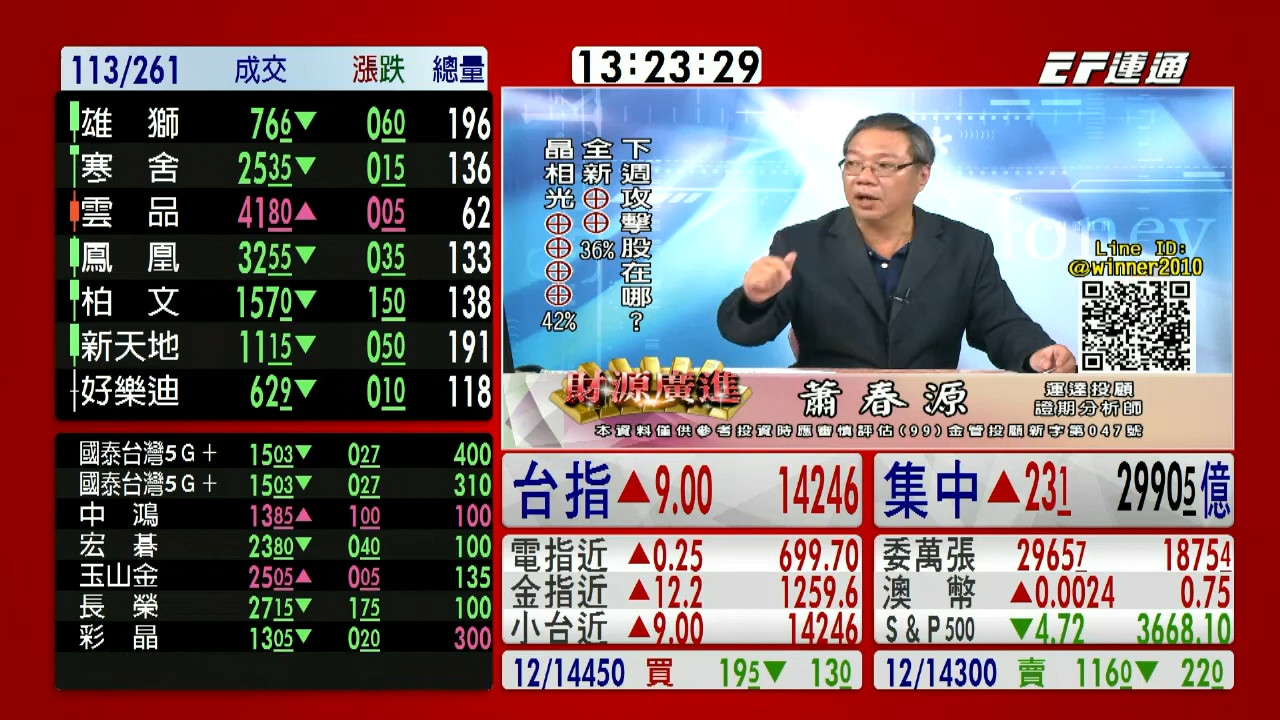 113/261 成交 漲跌 總量
雄獅 766▼ 060 196
寒舍 2535▼ 015 136
雲品 4180▲ 005 62
鳳凰 3255▼ 035 133
柏文 1570▼ 150 138
新天地 1115▼ 050 191
好樂迪 629▼ 010 118
國泰台灣5G＋ 1503▼ 027 400
國泰台灣5G＋ 1503▼ 027 310
中鴻 1385▲ 100 100
宏碁 2380▼ 040 100
玉山金 2505▲ 005 135
長榮 2715▼ 175 100
彩晶 1305▼ 020 300
13:23:29
EF運通
下週攻擊股在哪？
全新⊕⊕36%
晶相光⊕⊕⊕⊕42%
Line ID:
@winner2010
財源廣進
蕭春源
運達投顧
證期分析師
本資料僅供參考投資時應審慎評估(99)金管投顧新字第047號
台指▲9.00 14246
集中▲231 29905億
電指近▲0.25 699.70
金指近▲12.2 1259.6
小台近▲9.00 14246
委萬張 29657 18754
澳幣▲0.0024 0.75
S&P500 ▼4.72 3668.10
12/14450 買 195▼ 130
12/14300 賣 1160▼ 220